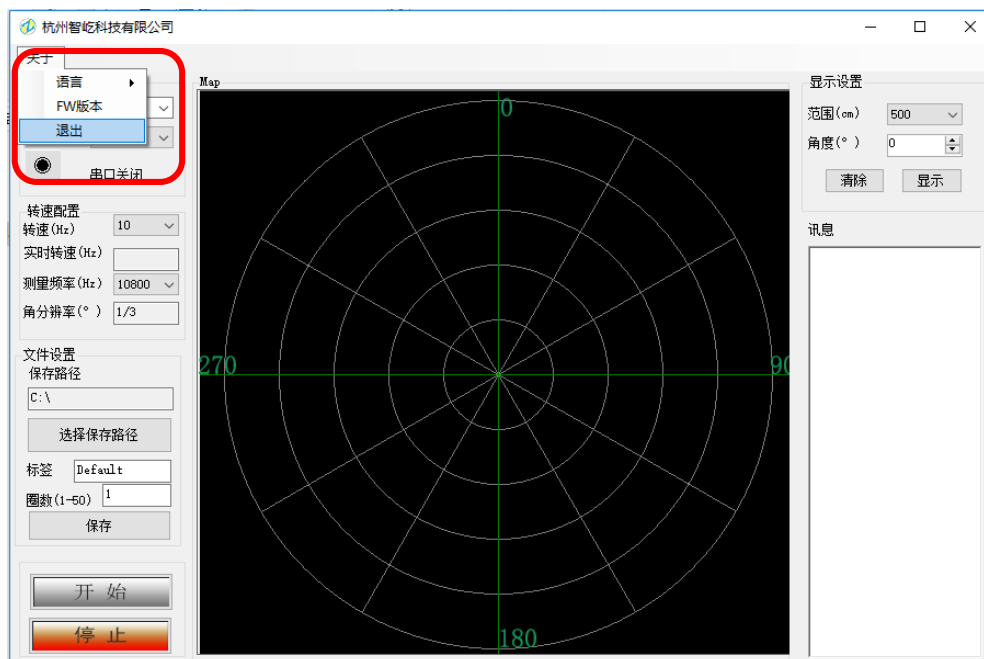 杭州智屹科技有限公司
关于
语言
FW版本
退出
串口关闭
转速配置
转速(Hz) 10
实时转速(Hz)
测量频率(Hz) 10800
角分辨率(° ) 1/3
文件设置
保存路径
C:\
选择保存路径
标签 Default
圈数(1-50) 1
保存
开 始
停 止
Map
0
270
90
180
显示设置
范围(cm) 500
角度(° ) 0
清除 显示
讯息